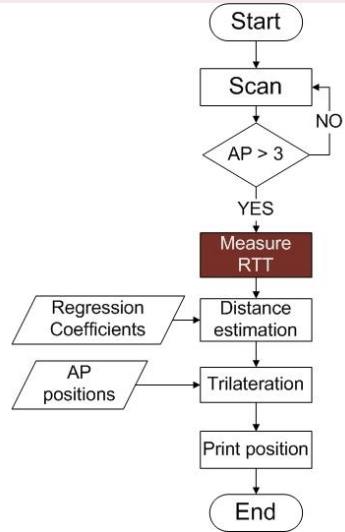 Start
Scan
NO
AP > 3
YES
Measure
RTT
Regression
Coefficients
Distance
estimation
AP
positions
Trilateration
Print position
End